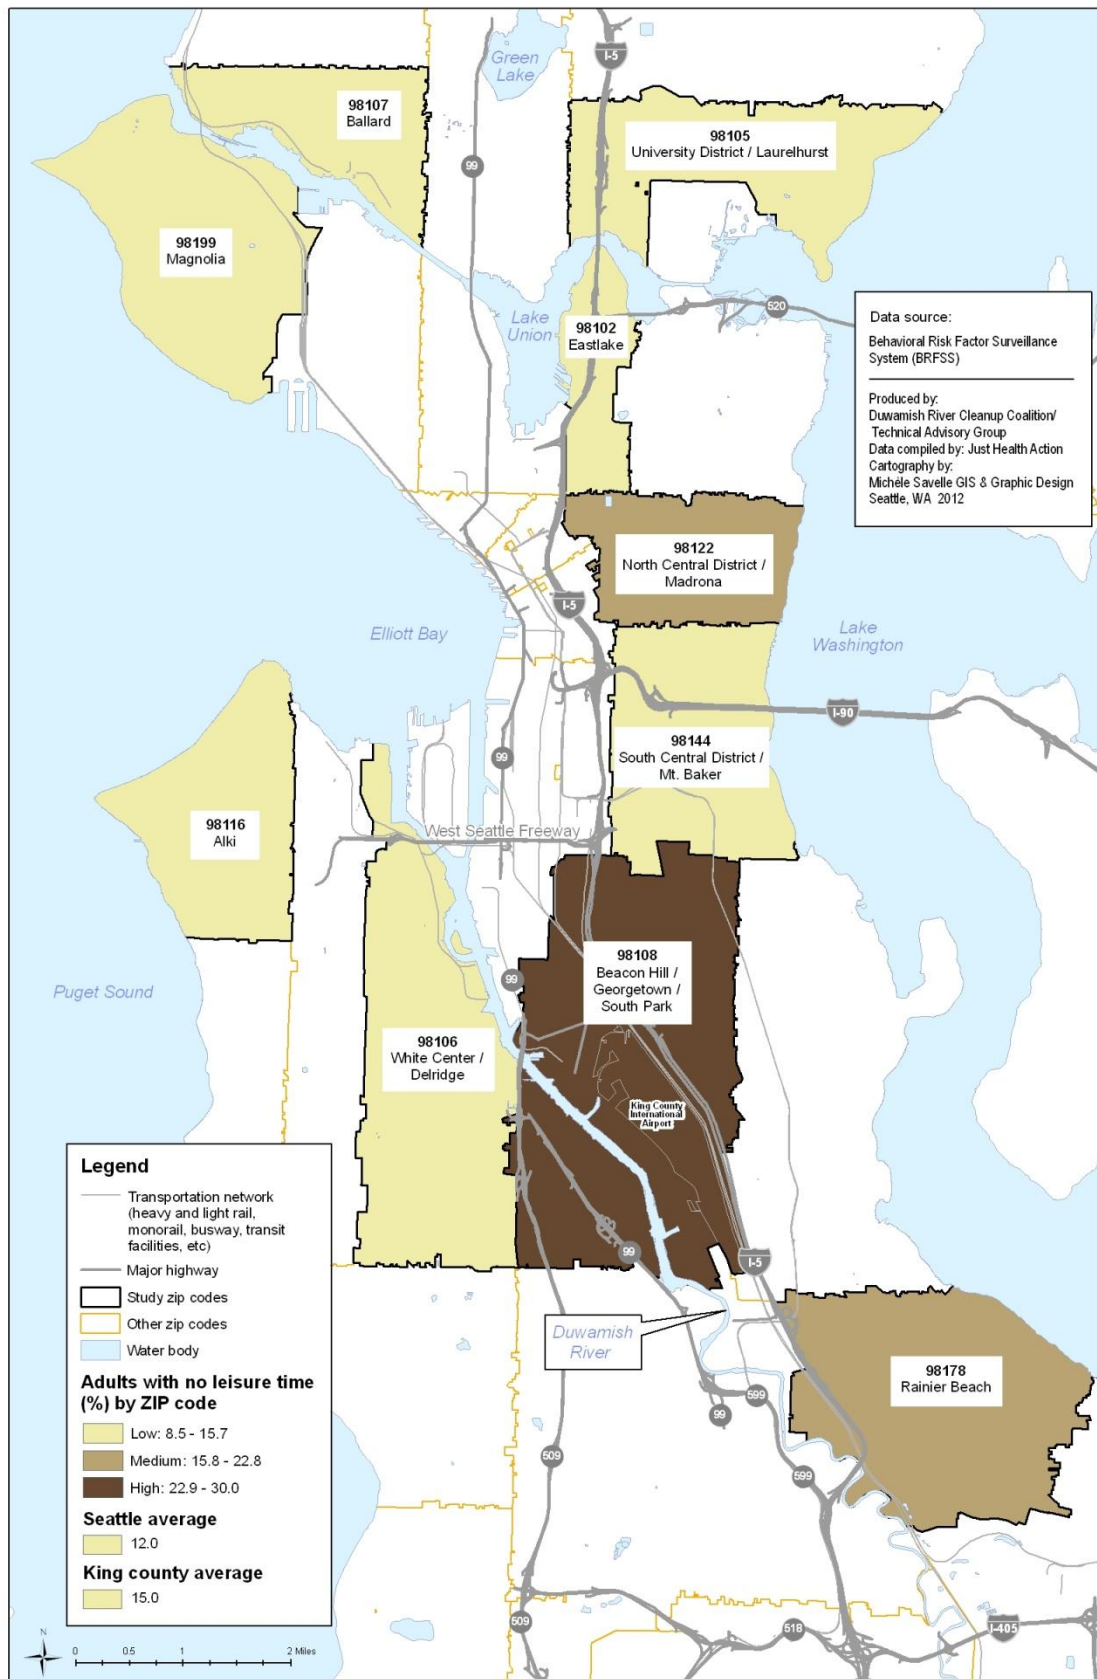 Green
Lake
I-5
98107
Ballard
98105
University District / Laurelhurst
99
98199
Magnolia
520
Lake
Union
98102
Eastlake
Data source:
Behavioral Risk Factor Surveillance
System (BRFSS)
Produced by:
Duwamish River Cleanup Coalition/
Technical Advisory Group
Data compiled by: Just Health Action
Cartography by:
Michèle Savelle GIS & Graphic Design
Seattle, WA 2012
98122
North Central District /
Madrona
I-5
Elliott Bay
Lake
Washington
I-90
98144
South Central District /
Mt. Baker
99
98116
Alki
West Seattle Freeway
98108
Beacon Hill /
Georgetown /
South Park
99
Puget Sound
98106
White Center /
Delridge
King County
International
Airport
99
I-5
Duwamish
River
98178
Rainier Beach
599
99
509
599
509
518
I-405
Legend
Transportation network
(heavy and light rail,
monorail, busway, transit
facilities, etc)
Major highway
Study zip codes
Other zip codes
Water body
Adults with no leisure time
(%) by ZIP code
Low: 8.5 - 15.7
Medium: 15.8 - 22.8
High: 22.9 - 30.0
Seattle average
12.0
King county average
15.0
N
0 0.5 1 2 Miles